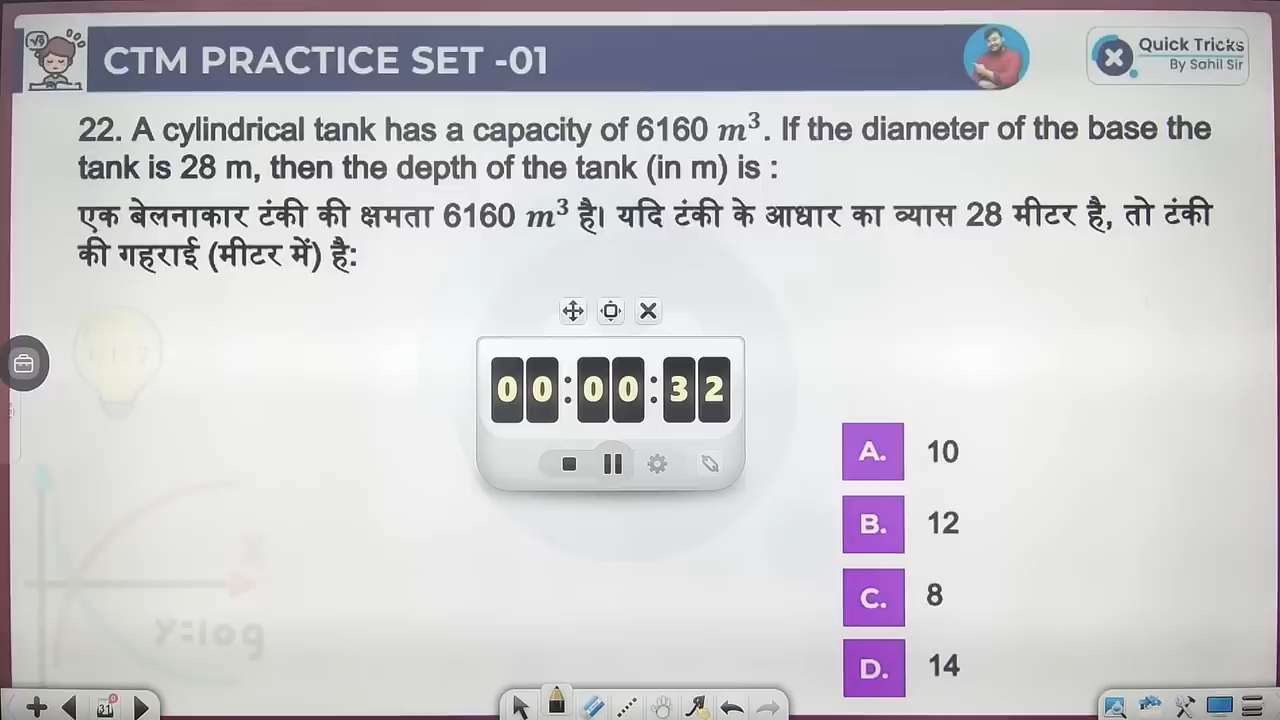 CTM PRACTICE SET -01
Quick Tricks
By Sahil Sir
22. A cylindrical tank has a capacity of 6160 m³. If the diameter of the base the
tank is 28 m, then the depth of the tank (in m) is :
एक बेलनाकार टंकी की क्षमता 6160 m³ है। यदि टंकी के आधार का व्यास 28 मीटर है, तो टंकी
की गहराई (मीटर में) है:
00:00:32
A. 10
B. 12
C. 8
D. 14
y=log
31